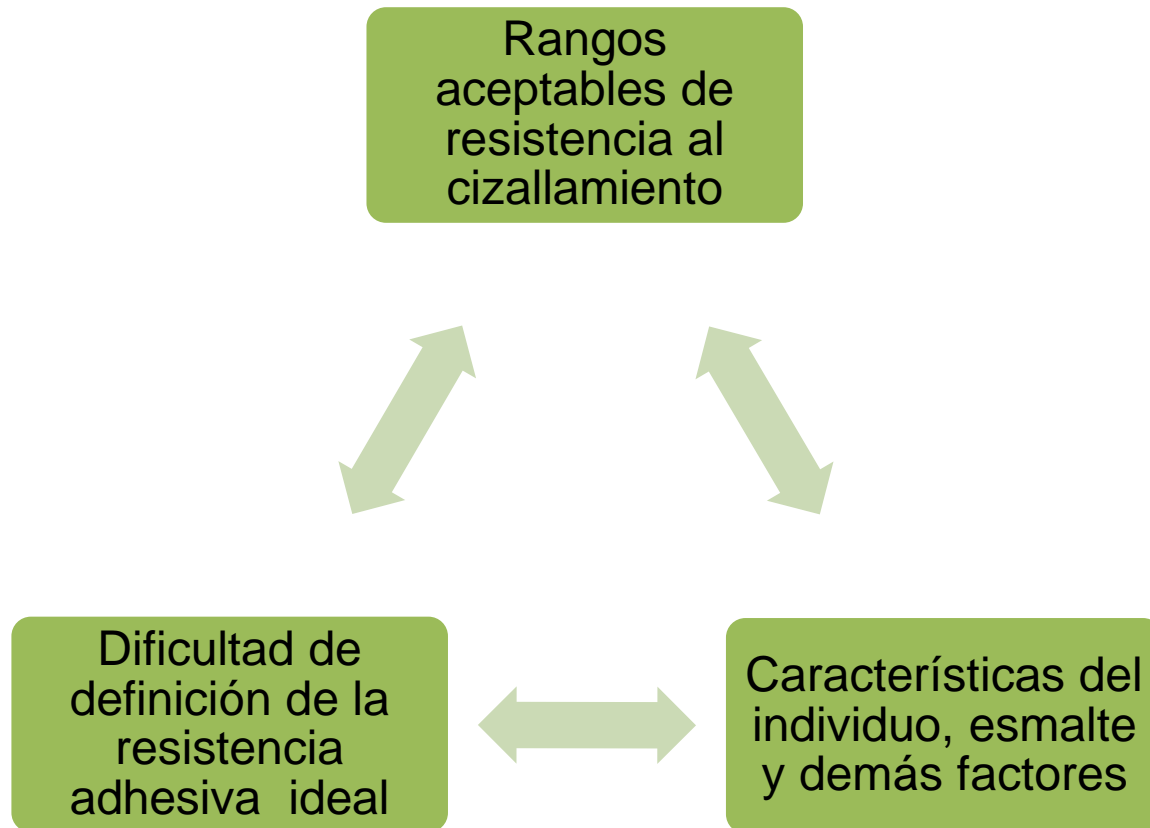 Rangos
aceptables de
resistencia al
cizallamiento
Dificultad de
definición de la
resistencia
adhesiva  ideal
Característícas del
individuo, esmalte
y demás factores